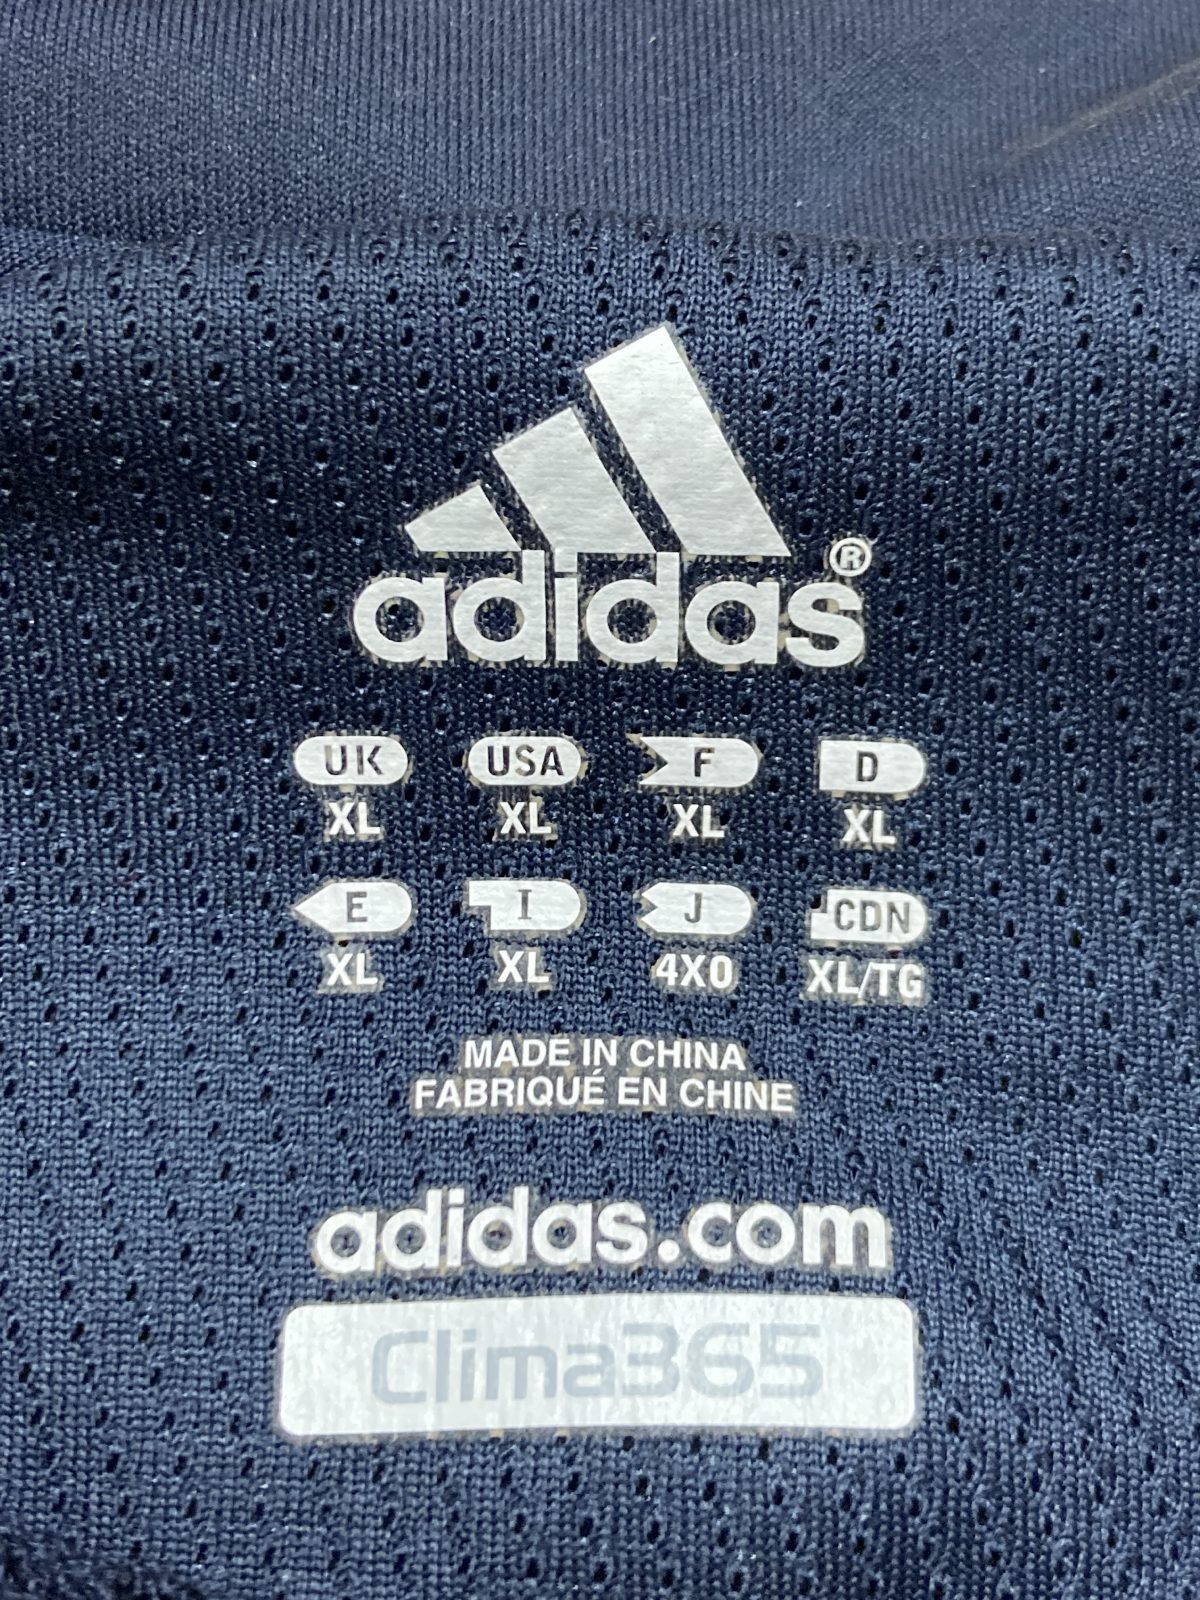 adidas®
UK USA F D
XL XL XL XL
E I J CDN
XL XL 4XO XL/TG
MADE IN CHINA
FABRIQUÉ EN CHINE
adidas.com
Clima365